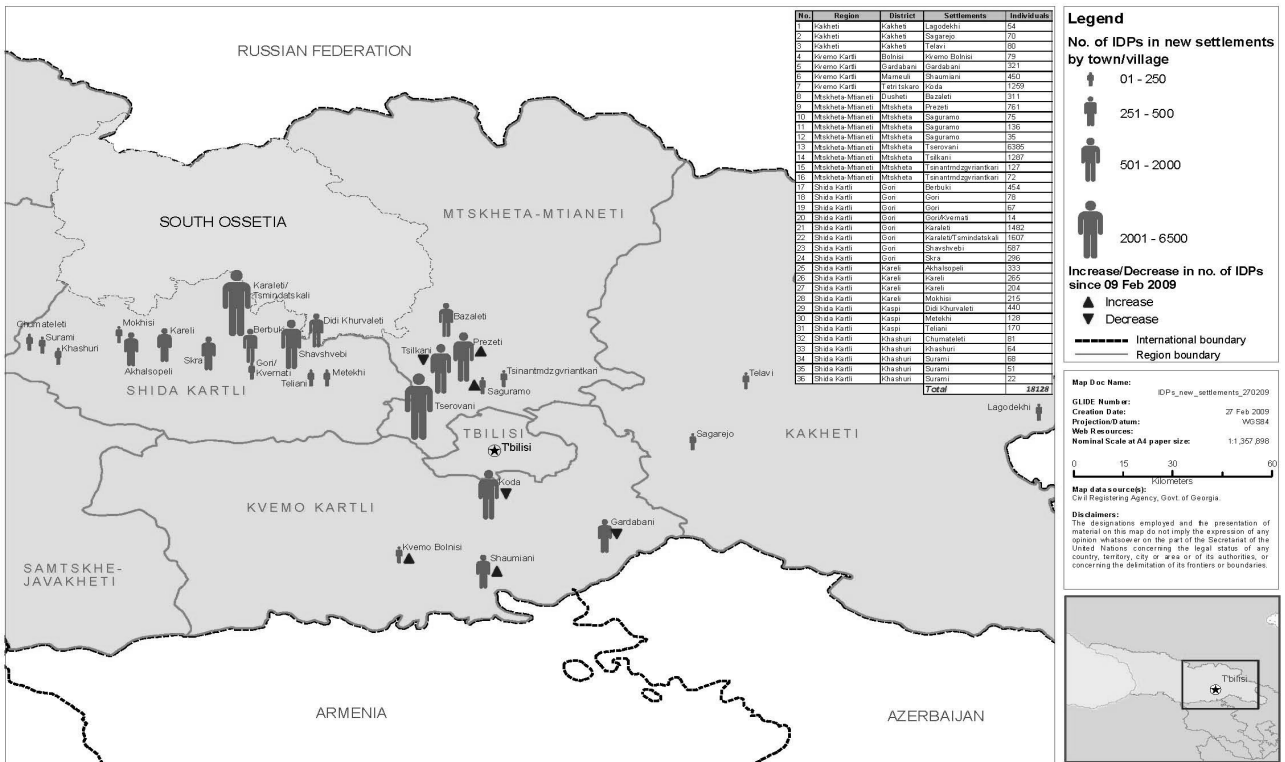 RUSSIAN FEDERATION
SOUTH OSSETIA
MTSKHETA-MTIANETI
Karaleti/
Tsmindatskali
Chumateleti
Surami
Khashuri
Mokhisi
Kareli
Akhalsopeli
Skra
Berbuki
Gori/
Kvernati
Didi Khurvaleti
Shavshvebi
Teliani
Metekhi
SHIDA KARTLI
Bazaleti
Prezeti
Tsilkani
Tsinantmdzgvriantkari
Saguramo
Tserovani
TBILISI
T'bilisi
Telavi
Lagodekhi
Sagarejo
KAKHETI
Koda
KVEMO KARTLI
Gardabani
Kvemo Bolnisi
Shaumiani
SAMTSKHE-
JAVAKHETI
ARMENIA
AZERBAIJAN
No. Region District Settlements Individuals
1 Kakheti Kakheti Lagodekhi 54
2 Kakheti Kakheti Sagarejo 70
3 Kakheti Kakheti Telavi 80
4 Kvemo Kartli Bolnisi Kvemo Bolnisi 79
5 Kvemo Kartli Gardabani Gardabani 321
6 Kvemo Kartli Marneuli Shaumiani 450
7 Kvemo Kartli Tetritskaro Koda 1259
8 Mtskheta-Mtianeti Dusheti Bazaleti 311
9 Mtskheta-Mtianeti Mtskheta Prezeti 761
10 Mtskheta-Mtianeti Mtskheta Saguramo 75
11 Mtskheta-Mtianeti Mtskheta Saguramo 136
12 Mtskheta-Mtianeti Mtskheta Saguramo 35
13 Mtskheta-Mtianeti Mtskheta Tserovani 6385
14 Mtskheta-Mtianeti Mtskheta Tsilkani 1287
15 Mtskheta-Mtianeti Mtskheta Tsinantmdzgvriantkari 127
16 Mtskheta-Mtianeti Mtskheta Tsinantmdzgvriantkari 72
17 Shida Kartli Gori Berbuki 454
18 Shida Kartli Gori Gori 78
19 Shida Kartli Gori Gori 67
20 Shida Kartli Gori Gori/Kvernati 14
21 Shida Kartli Gori Karaleti 1482
22 Shida Kartli Gori Karaleti/Tsmindatskali 1607
23 Shida Kartli Gori Shavshvebi 587
24 Shida Kartli Gori Skra 296
25 Shida Kartli Kareli Akhalsopeli 333
26 Shida Kartli Kareli Kareli 265
27 Shida Kartli Kareli Kareli 204
28 Shida Kartli Kareli Mokhisi 215
29 Shida Kartli Kaspi Didi Khurvaleti 440
30 Shida Kartli Kaspi Metekhi 128
31 Shida Kartli Kaspi Teliani 170
32 Shida Kartli Khashuri Chumateleti 81
33 Shida Kartli Khashuri Khashuri 64
34 Shida Kartli Khashuri Surami 68
35 Shida Kartli Khashuri Surami 51
36 Shida Kartli Khashuri Surami 22
Total 18128
Legend
No. of IDPs in new settlements
by town/village
01 - 250
251 - 500
501 - 2000
2001 - 6500
Increase/Decrease in no. of IDPs
since 09 Feb 2009
Increase
Decrease
International boundary
Region boundary
Map Doc Name:
IDPs_new_settlements_270209
GLIDE Number:
Creation Date: 27 Feb 2009
Projection/Datum: WGS84
Web Resources:
Nominal Scale at A4 paper size: 1:1,357,898
0 15 30 60
Kilometers
Map data source(s):
Civil Registering Agency, Govt. of Georgia.
Disclaimers:
The designations employed and the presentation of
material on this map do not imply the expression of any
opinion whatsoever on the part of the Secretariat of the
United Nations concerning the legal status of any
country, territory, city or area or of its authorities, or
concerning the delimitation of its frontiers or boundaries.
T'bilisi